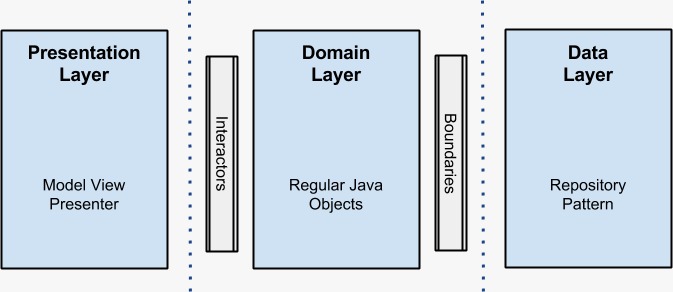 Presentation
Layer
Model View
Presenter
Interactors
Domain
Layer
Regular Java
Objects
Boundaries
Data
Layer
Repository
Pattern